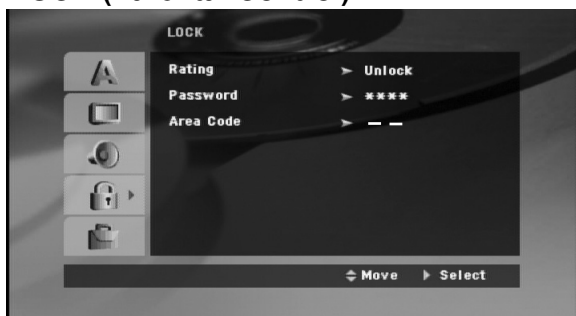 LOCK
Rating ➤ Unlock
Password ➤ ****
Area Code ➤ _ _
Move Select